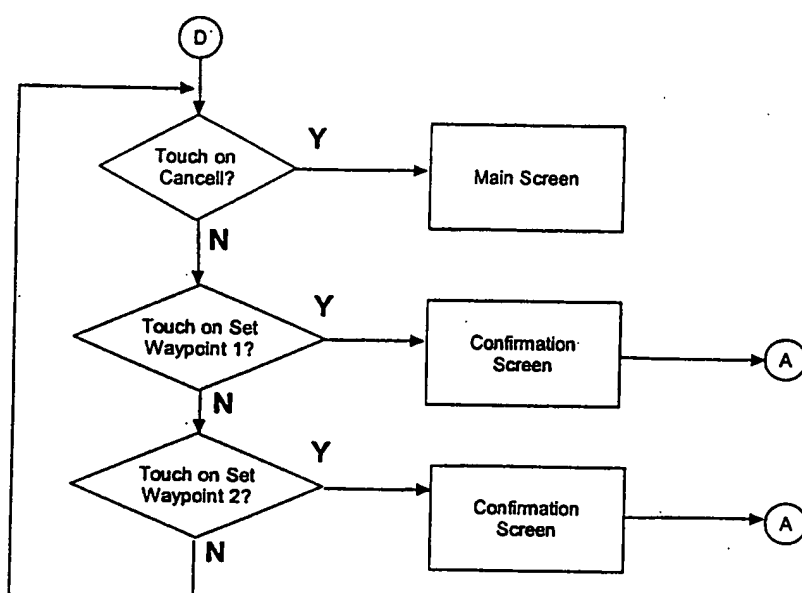 D
Touch on
Cancell?
Y
Main Screen
N
Touch on Set
Waypoint 1?
Y
Confirmation
Screen
A
N
Touch on Set
Waypoint 2?
Y
Confirmation
Screen
A
N